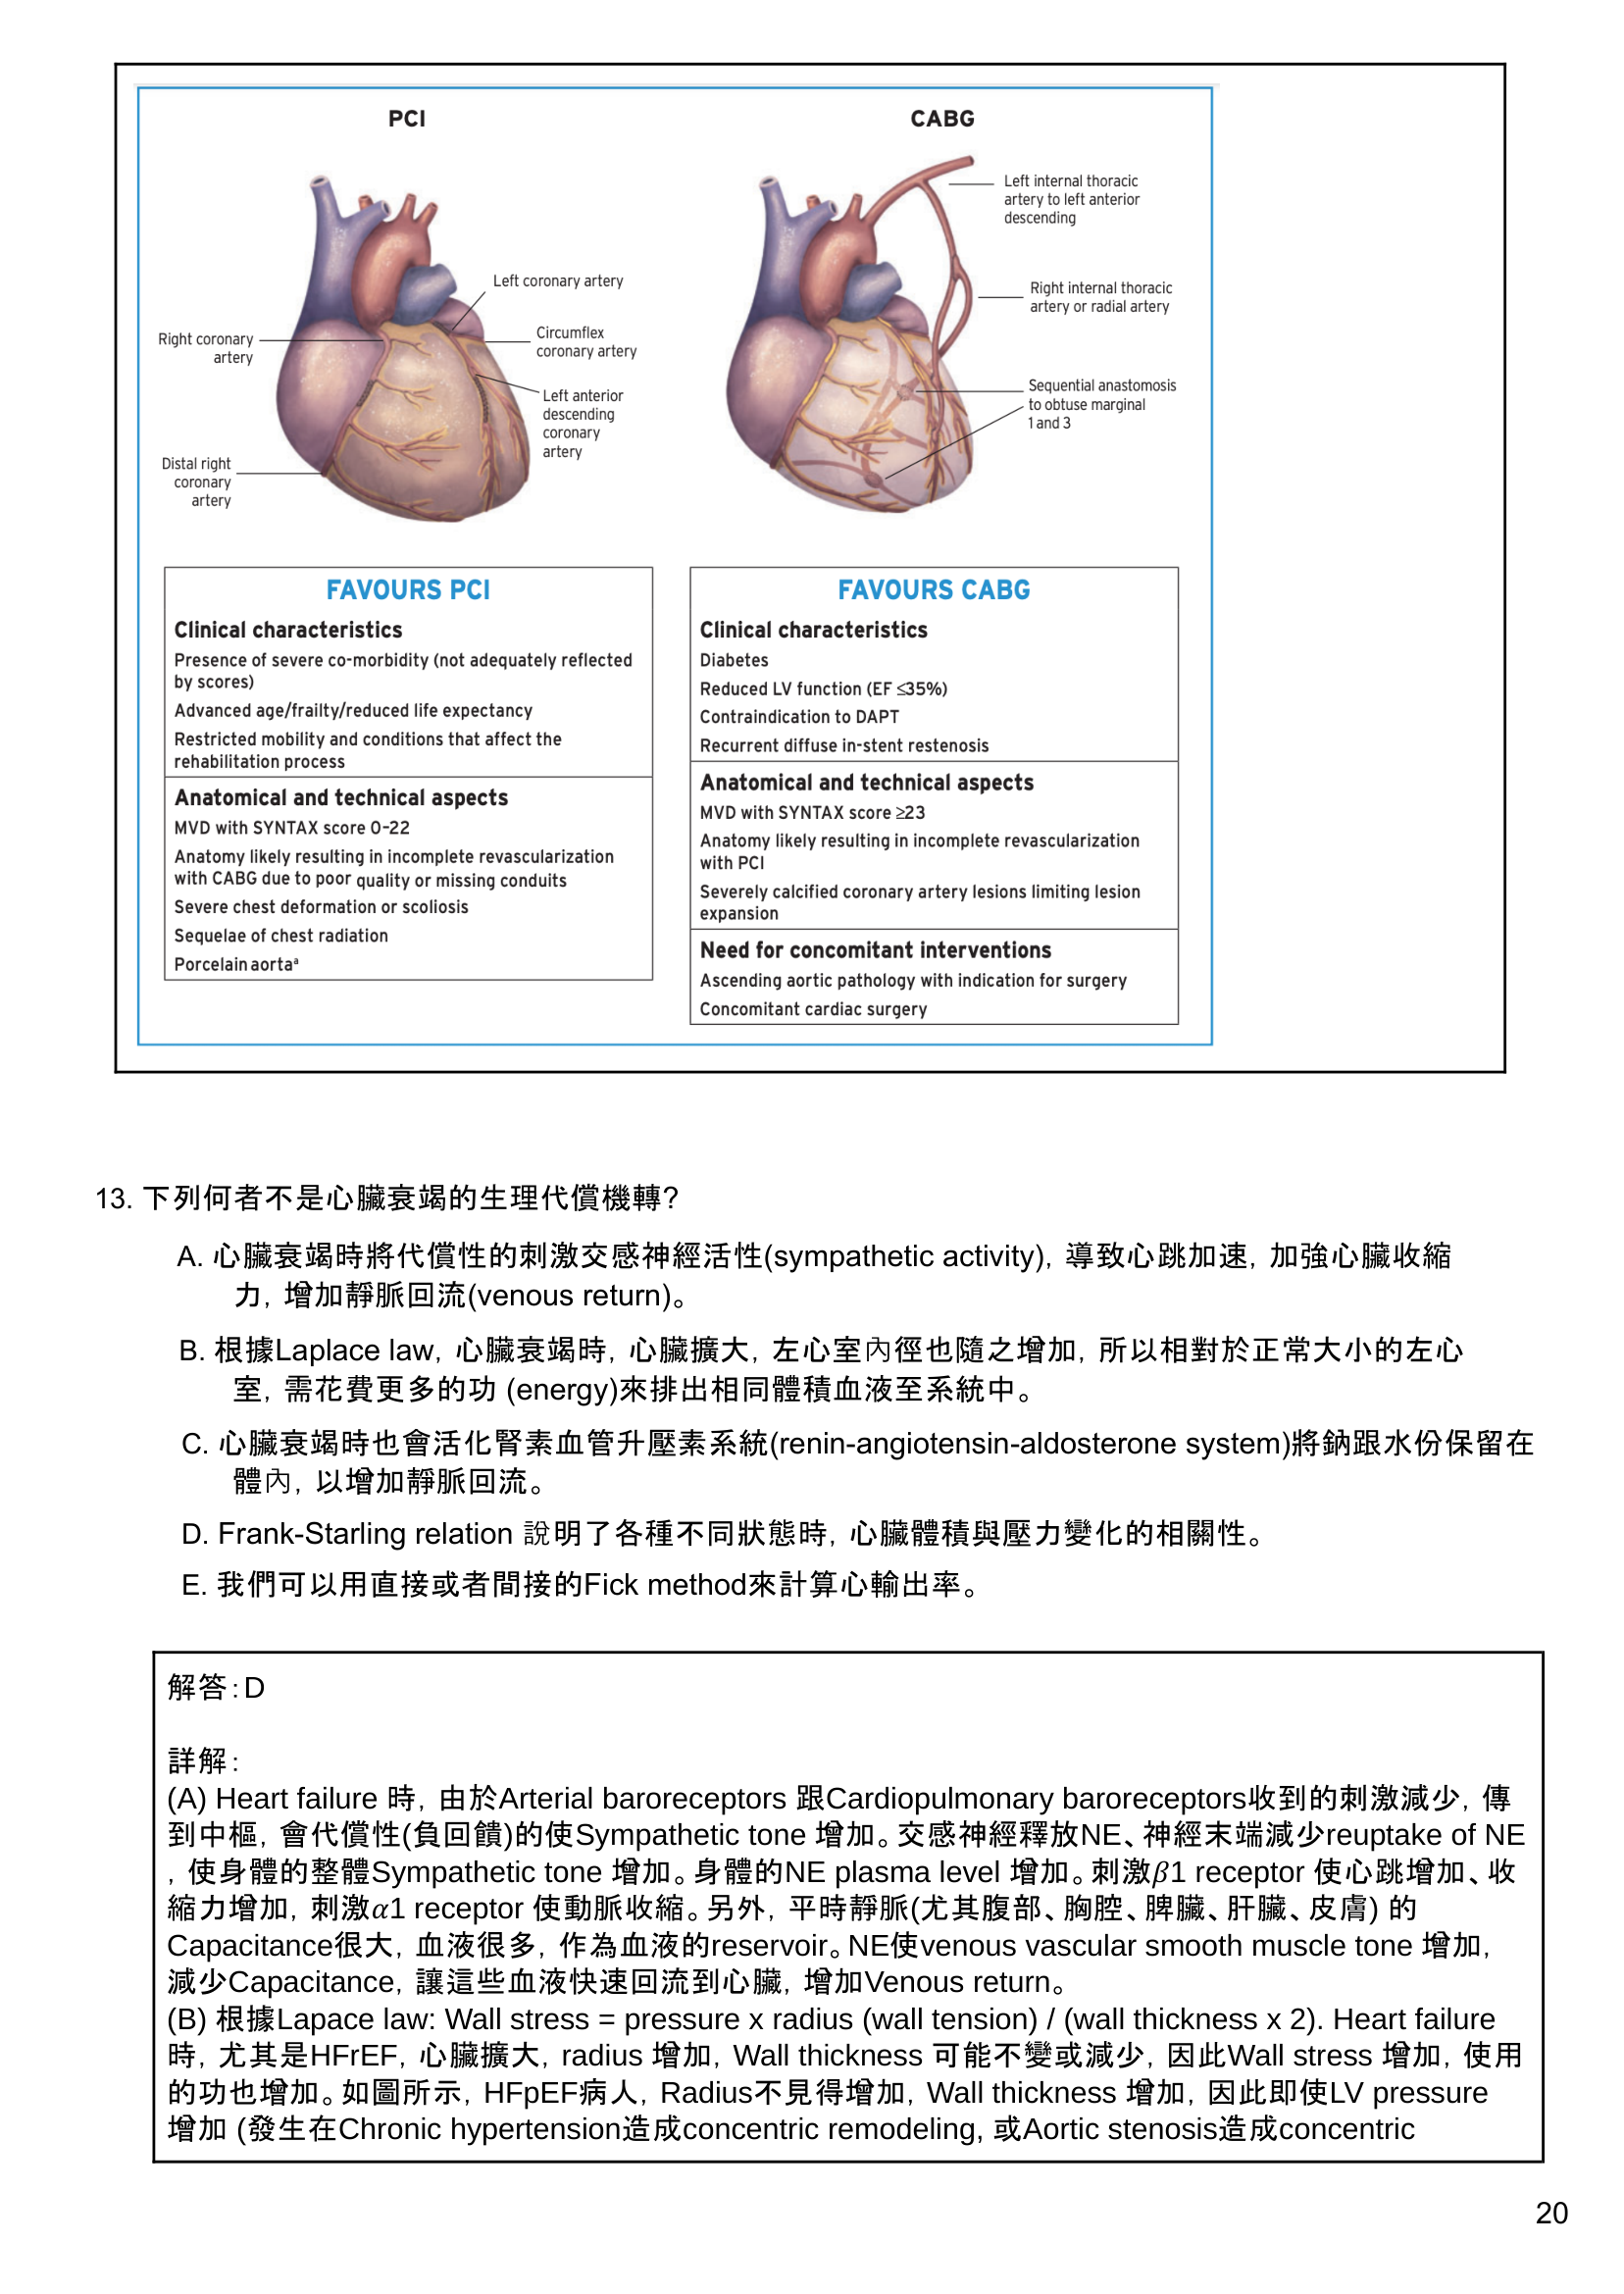 PCI
CABG
Left internal thoracic
artery to left anterior
descending
Left coronary artery
Right internal thoracic
artery or radial artery
Right coronary
artery
Circumflex
coronary artery
Left anterior
descending
coronary
artery
Sequential anastomosis
to obtuse marginal
1 and 3
Distal right
coronary
artery
FAVOURS PCI
Clinical characteristics
Presence of severe co-morbidity (not adequately reflected
by scores)
Advanced age/frailty/reduced life expectancy
Restricted mobility and conditions that affect the
rehabilitation process
Anatomical and technical aspects
MVD with SYNTAX score 0–22
Anatomy likely resulting in incomplete revascularization
with CABG due to poor quality or missing conduits
Severe chest deformation or scoliosis
Sequelae of chest radiation
Porcelain aortaª
FAVOURS CABG
Clinical characteristics
Diabetes
Reduced LV function (EF ≤35%)
Contraindication to DAPT
Recurrent diffuse in-stent restenosis
Anatomical and technical aspects
MVD with SYNTAX score ≥23
Anatomy likely resulting in incomplete revascularization
with PCI
Severely calcified coronary artery lesions limiting lesion
expansion
Need for concomitant interventions
Ascending aortic pathology with indication for surgery
Concomitant cardiac surgery
13. 下列何者不是心臟衰竭的生理代償機轉?
A. 心臟衰竭時將代償性的刺激交感神經活性(sympathetic activity)，導致心跳加速，加強心臟收縮
力，增加靜脈回流(venous return)。
B. 根據Laplace law，心臟衰竭時，心臟擴大，左心室內徑也隨之增加，所以相對於正常大小的左心
室，需花費更多的功 (energy)來排出相同體積血液至系統中。
C. 心臟衰竭時也會活化腎素血管升壓素系統(renin-angiotensin-aldosterone system)將鈉跟水份保留在
體內，以增加靜脈回流。
D. Frank-Starling relation 說明了各種不同狀態時，心臟體積與壓力變化的相關性。
E. 我們可以用直接或者間接的Fick method來計算心輸出率。
解答：D
詳解：
(A) Heart failure 時，由於Arterial baroreceptors 跟Cardiopulmonary baroreceptors收到的刺激減少，傳
到中樞，會代償性(負回饋)的使Sympathetic tone 增加。交感神經釋放NE、神經末端減少reuptake of NE
，使身體的整體Sympathetic tone 增加。身體的NE plasma level 增加。刺激β1 receptor 使心跳增加、收
縮力增加，刺激α1 receptor 使動脈收縮。另外，平時靜脈(尤其腹部、胸腔、脾臟、肝臟、皮膚) 的
Capacitance很大，血液很多，作為血液的reservoir。NE使venous vascular smooth muscle tone 增加，
減少Capacitance，讓這些血液快速回流到心臟，增加Venous return。
(B) 根據Lapace law: Wall stress = pressure x radius (wall tension) / (wall thickness x 2). Heart failure
時，尤其是HFrEF，心臟擴大，radius 增加，Wall thickness 可能不變或減少，因此Wall stress 增加，使用
的功也增加。如圖所示，HFpEF病人，Radius不見得增加，Wall thickness 增加，因此即使LV pressure
增加 (發生在Chronic hypertension造成concentric remodeling, 或Aortic stenosis造成concentric
20